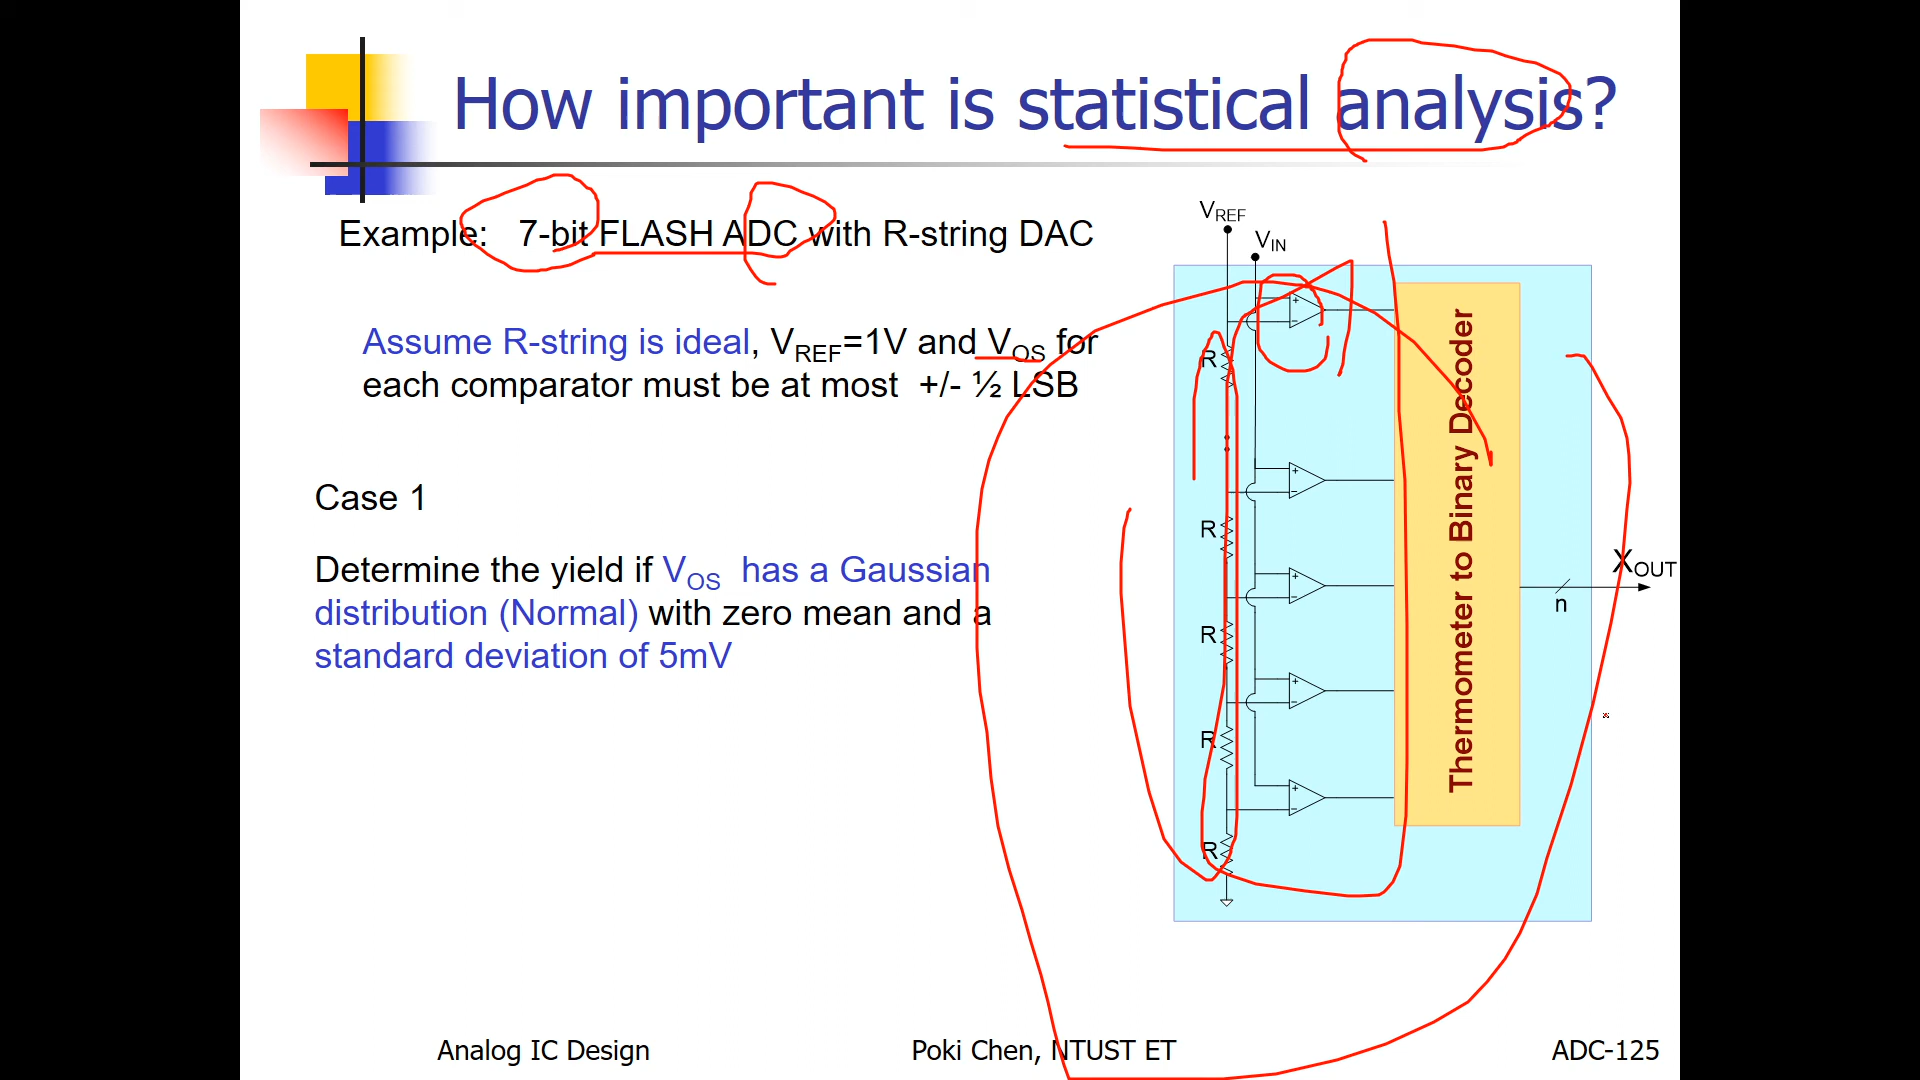 How important is statistical analysis?
Example: 7-bit FLASH ADC with R-string DAC
Assume R-string is ideal, VREF=1V and VOS for
each comparator must be at most +/- ½ LSB
Case 1
Determine the yield if VOS has a Gaussian
distribution (Normal) with zero mean and a
standard deviation of 5mV
VREF
VIN
R
R
R
R
R
Thermometer to Binary Decoder
XOUT
n
Analog IC Design
Poki Chen, NTUST ET
ADC-125